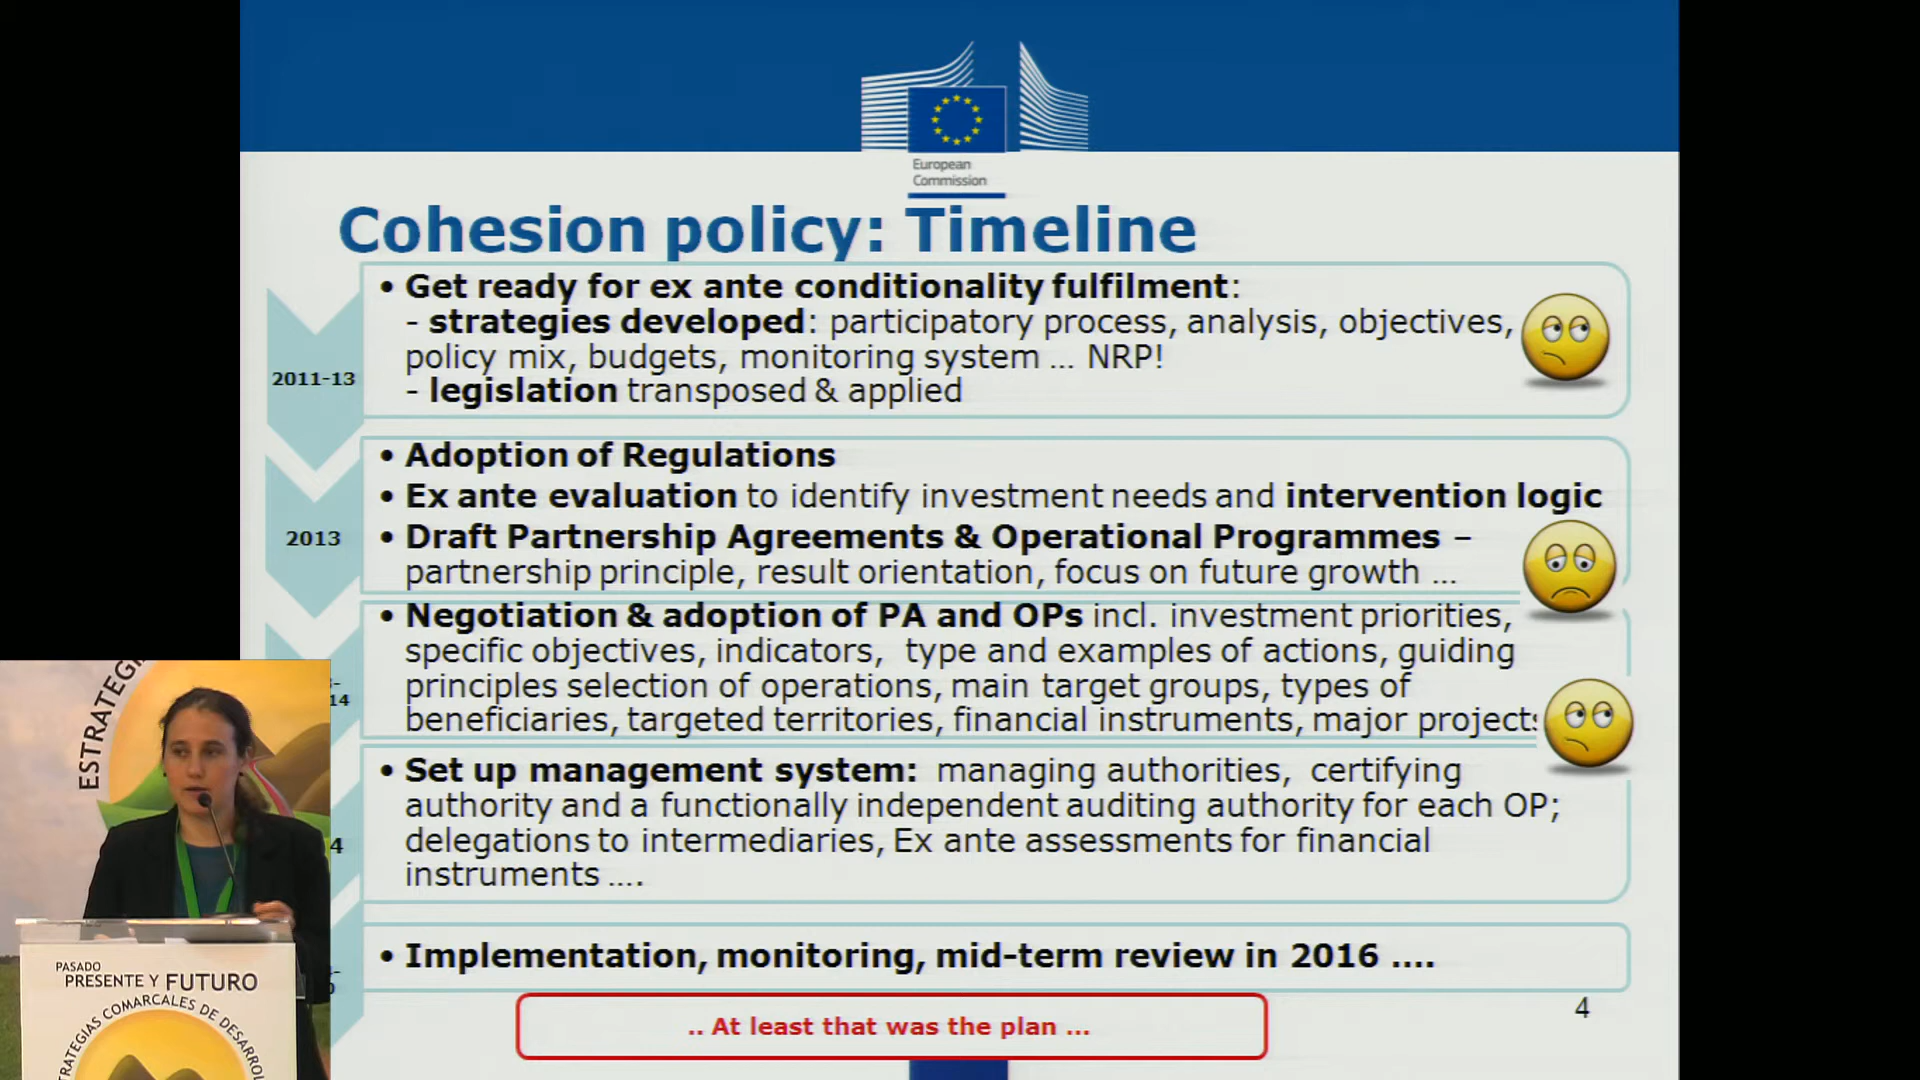 European
Commission
Cohesion policy: Timeline
2011-13
• Get ready for ex ante conditionality fulfilment:
- strategies developed: participatory process, analysis, objectives,
policy mix, budgets, monitoring system ... NRP!
- legislation transposed & applied
2013
• Adoption of Regulations
• Ex ante evaluation to identify investment needs and intervention logic
• Draft Partnership Agreements & Operational Programmes –
partnership principle, result orientation, focus on future growth ...
14
• Negotiation & adoption of PA and OPs incl. investment priorities,
specific objectives, indicators, type and examples of actions, guiding
principles selection of operations, main target groups, types of
beneficiaries, targeted territories, financial instruments, major projects
4
• Set up management system: managing authorities, certifying
authority and a functionally independent auditing authority for each OP;
delegations to intermediaries, Ex ante assessments for financial
instruments ....
• Implementation, monitoring, mid-term review in 2016 ....
.. At least that was the plan ...
4
ESTRATEGI
PASADO
PRESENTE Y FUTURO
STRATEGIAS COMARCALES DE DESARROL